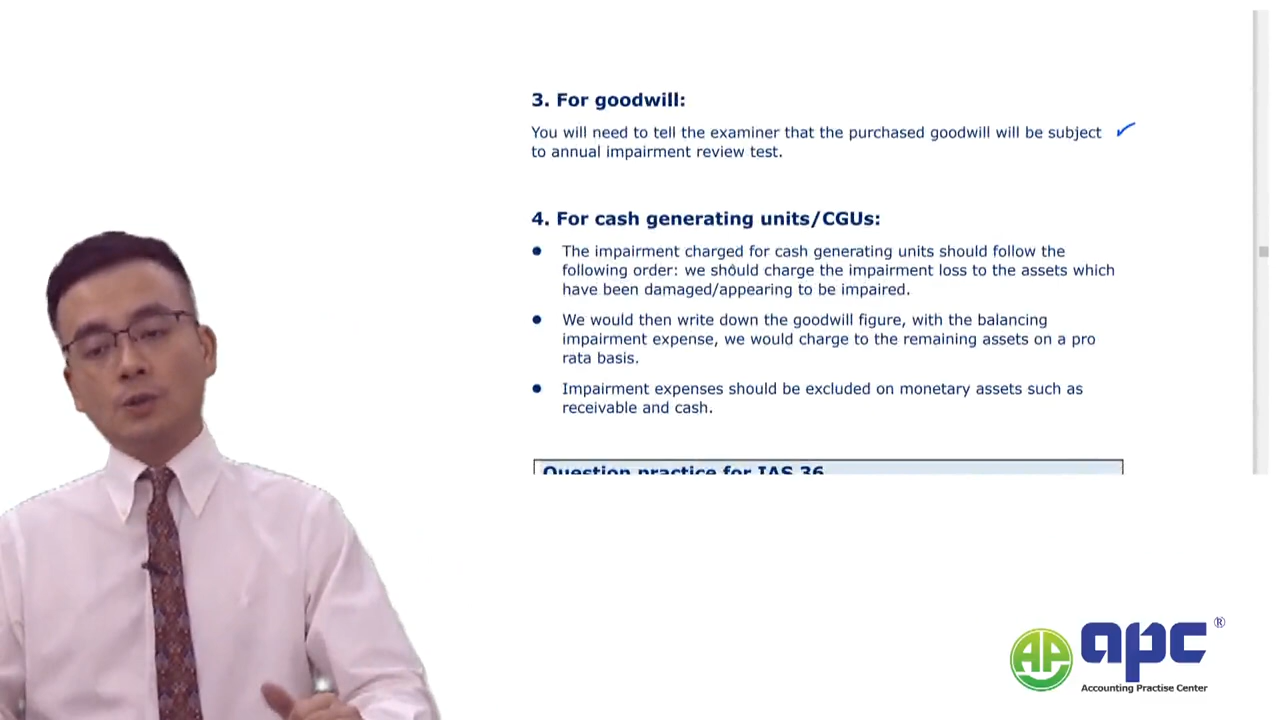 3. For goodwill:
You will need to tell the examiner that the purchased goodwill will be subject
to annual impairment review test.
4. For cash generating units/CGUs:
The impairment charged for cash generating units should follow the
following order: we should charge the impairment loss to the assets which
have been damaged/appearing to be impaired.
We would then write down the goodwill figure, with the balancing
impairment expense, we would charge to the remaining assets on a pro
rata basis.
Impairment expenses should be excluded on monetary assets such as
receivable and cash.
Question practice for IAS 36
AP apc ®
Accounting Practise Center